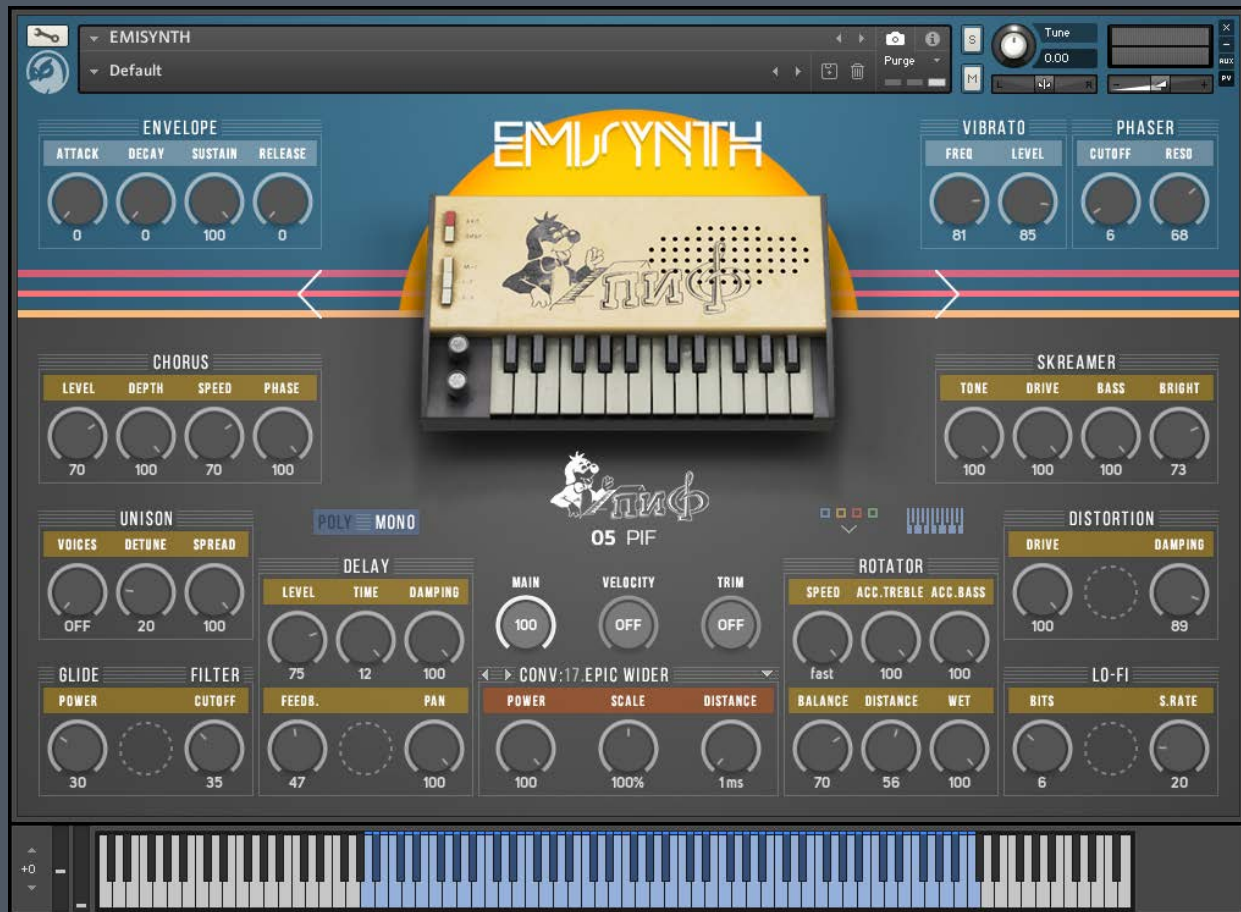 EMISYNTH
Default
Purge
S
M
Tune
0.00
L
R
AUX
PV
EMISYNTH
ENVELOPE
ATTACK DECAY SUSTAIN RELEASE
0 0 100 0
VIBRATO
FREQ LEVEL
81 85
PHASER
CUTOFF RESO
6 68
ПИФ
CHORUS
LEVEL DEPTH SPEED PHASE
70 100 70 100
SKREAMER
TONE DRIVE BASS BRIGHT
100 100 100 73
ПИФ
05 PIF
POLY MONO
UNISON
VOICES DETUNE SPREAD
OFF 20 100
DELAY
LEVEL TIME DAMPING
75 12 100
FEEDB. PAN
47 100
MAIN VELOCITY TRIM
100 OFF OFF
ROTATOR
SPEED ACC.TREBLE ACC.BASS
fast 100 100
BALANCE DISTANCE WET
70 56 100
DISTORTION
DRIVE DAMPING
100 89
GLIDE FILTER
POWER CUTOFF
30 35
CONV:17.EPIC WIDER
POWER SCALE DISTANCE
100 100% 1ms
LO-FI
BITS S.RATE
6 20
+0